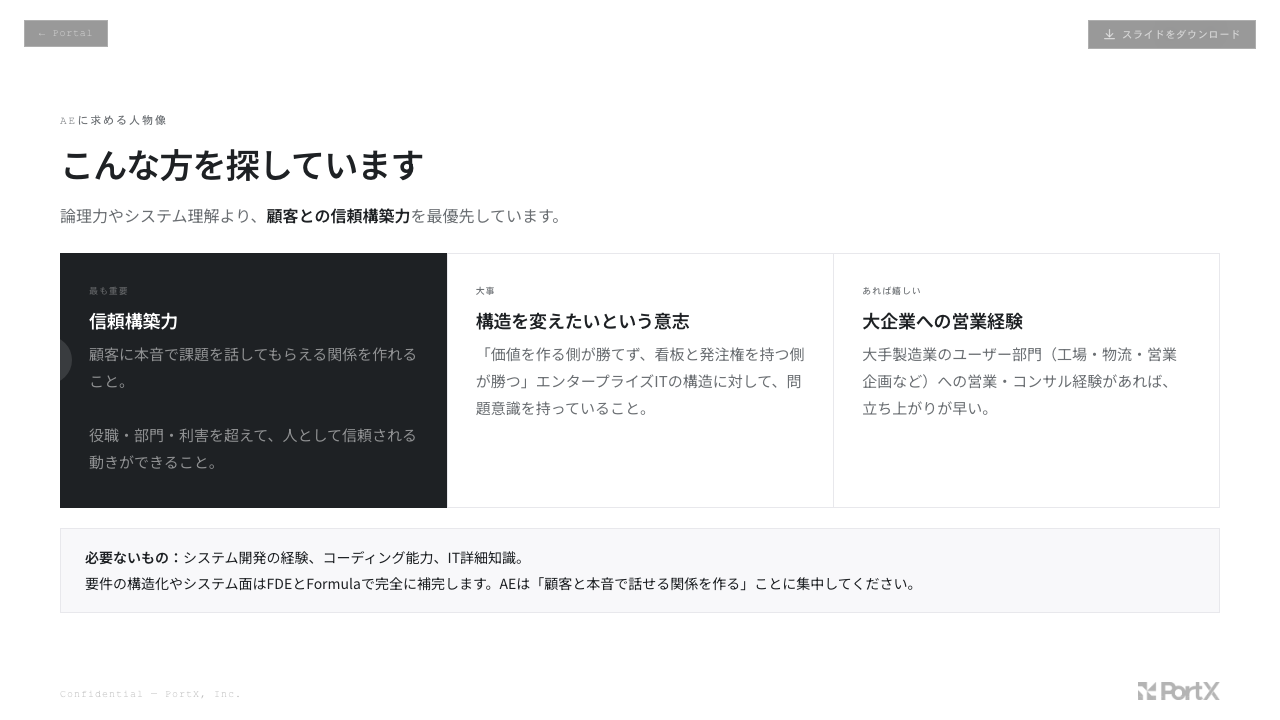 ← Portal
スライドをダウンロード
AEに求める人物像
こんな方を探しています
論理力やシステム理解より、顧客との信頼構築力を最優先しています。
最も重要
信頼構築力
顧客に本音で課題を話してもらえる関係を作れる
こと。
役職・部門・利害を超えて、人として信頼される
動きができること。
大事
構造を変えたいという意志
「価値を作る側が勝てず、看板と発注権を持つ側
が勝つ」エンタープライズITの構造に対して、問
題意識を持っていること。
あれば嬉しい
大企業への営業経験
大手製造業のユーザー部門（工場・物流・営業
企画など）への営業・コンサル経験があれば、
立ち上がりが早い。
必要ないもの：システム開発の経験、コーディング能力、IT詳細知識。
要件の構造化やシステム面はFDEとFormulaで完全に補完します。AEは「顧客と本音で話せる関係を作る」ことに集中してください。
Confidential — PortX, Inc.
PortX